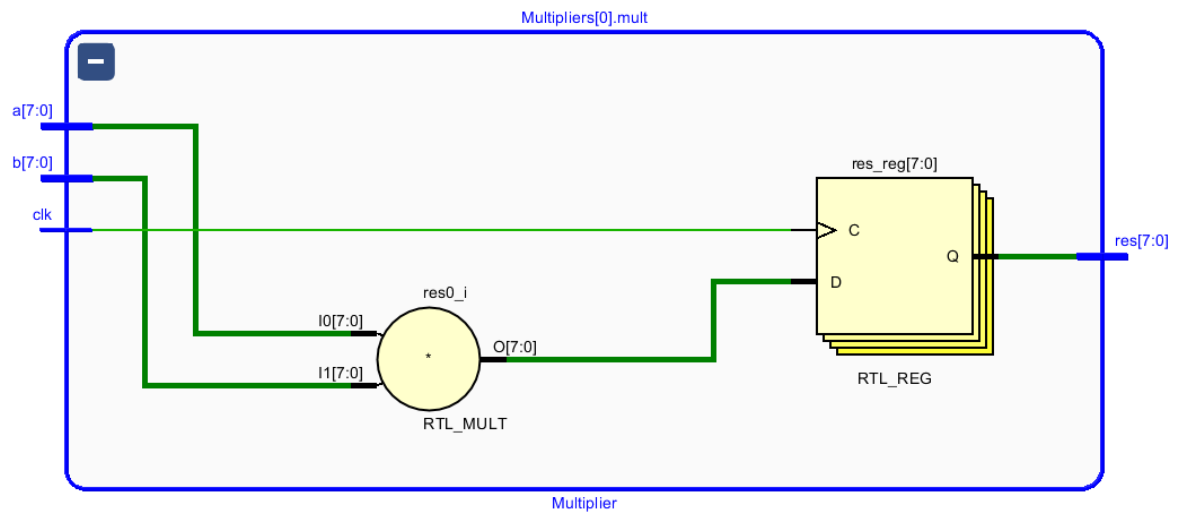 Multipliers[0].mult
a[7:0]
b[7:0]
clk
res_reg[7:0]
C
Q
D
res[7:0]
RTL_REG
res0_i
I0[7:0]
*
O[7:0]
I1[7:0]
RTL_MULT
Multiplier